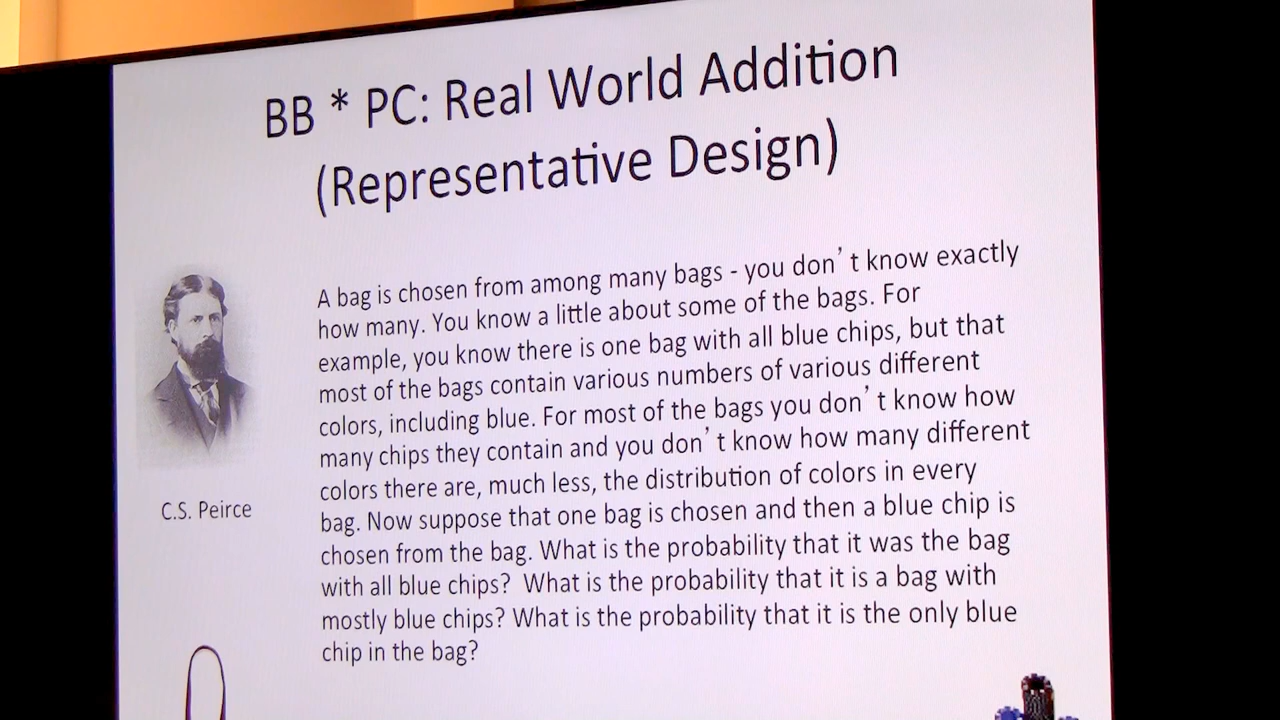 BB * PC: Real World Addition
(Representative Design)
A bag is chosen from among many bags - you don't know exactly
how many. You know a little about some of the bags. For
example, you know there is one bag with all blue chips, but that
most of the bags contain various numbers of various different
colors, including blue. For most of the bags you don't know how
many chips they contain and you don't know how many different
colors there are, much less, the distribution of colors in every
bag. Now suppose that one bag is chosen and then a blue chip is
chosen from the bag. What is the probability that it was the bag
with all blue chips? What is the probability that it is a bag with
mostly blue chips? What is the probability that it is the only blue
chip in the bag?
C.S. Peirce